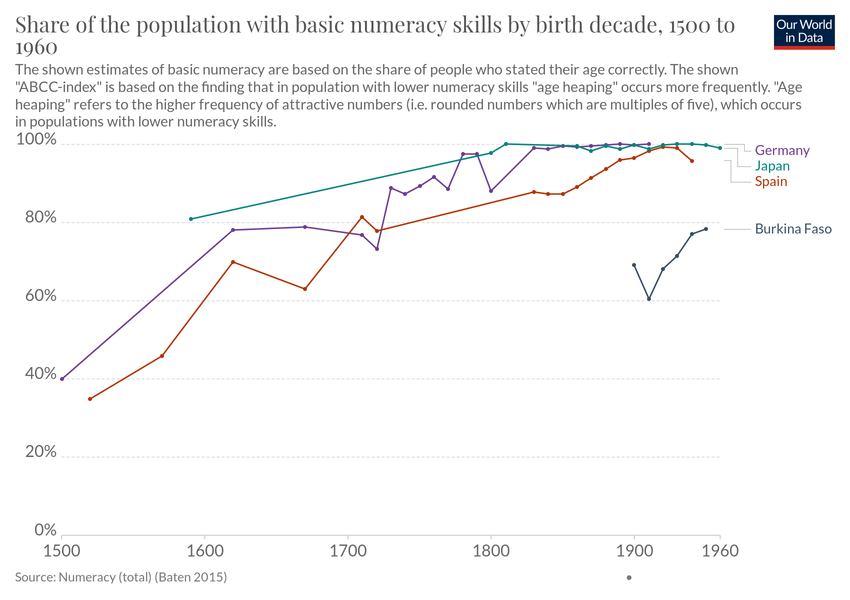 Share of the population with basic numeracy skills by birth decade, 1500 to
1960
Our World
in Data
The shown estimates of basic numeracy are based on the share of people who stated their age correctly. The shown
"ABCC-index" is based on the finding that in population with lower numeracy skills "age heaping" occurs more frequently. "Age
heaping" refers to the higher frequency of attractive numbers (i.e. rounded numbers which are multiples of five), which occurs
in populations with lower numeracy skills.
100%
80%
60%
40%
20%
0%
Germany
Japan
Spain
Burkina Faso
1500 1600 1700 1800 1900 1960
Source: Numeracy (total) (Baten 2015)